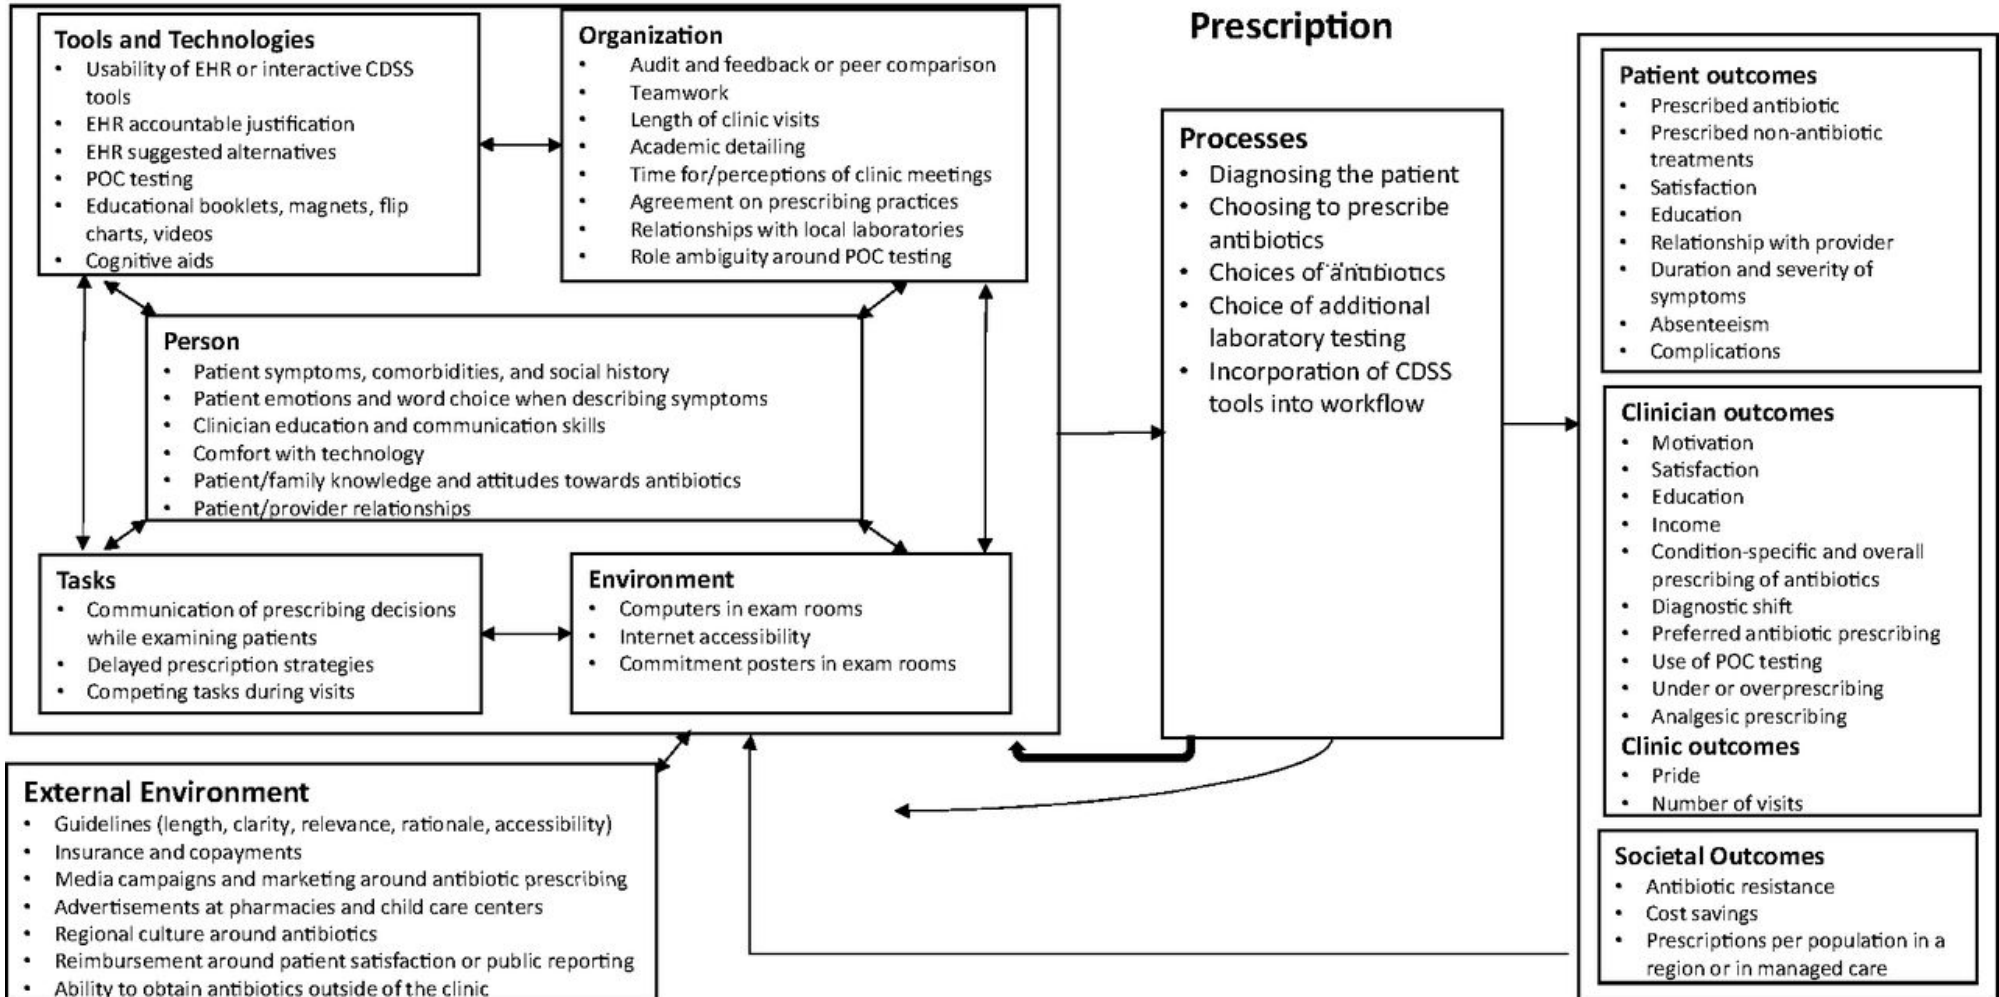 Prescription
Tools and Technologies
• Usability of EHR or interactive CDSS
tools
• EHR accountable justification
• EHR suggested alternatives
• POC testing
• Educational booklets, magnets, flip
charts, videos
• Cognitive aids
Organization
• Audit and feedback or peer comparison
• Teamwork
• Length of clinic visits
• Academic detailing
• Time for/perceptions of clinic meetings
• Agreement on prescribing practices
• Relationships with local laboratories
• Role ambiguity around POC testing
Person
• Patient symptoms, comorbidities, and social history
• Patient emotions and word choice when describing symptoms
• Clinician education and communication skills
• Comfort with technology
• Patient/family knowledge and attitudes towards antibiotics
• Patient/provider relationships
Tasks
• Communication of prescribing decisions
while examining patients
• Delayed prescription strategies
• Competing tasks during visits
Environment
• Computers in exam rooms
• Internet accessibility
• Commitment posters in exam rooms
External Environment
• Guidelines (length, clarity, relevance, rationale, accessibility)
• Insurance and copayments
• Media campaigns and marketing around antibiotic prescribing
• Advertisements at pharmacies and child care centers
• Regional culture around antibiotics
• Reimbursement around patient satisfaction or public reporting
• Ability to obtain antibiotics outside of the clinic
Processes
• Diagnosing the patient
• Choosing to prescribe
antibiotics
• Choices of antibiotics
• Choice of additional
laboratory testing
• Incorporation of CDSS
tools into workflow
Patient outcomes
• Prescribed antibiotic
• Prescribed non-antibiotic
treatments
• Satisfaction
• Education
• Relationship with provider
• Duration and severity of
symptoms
• Absenteeism
• Complications
Clinician outcomes
• Motivation
• Satisfaction
• Education
• Income
• Condition-specific and overall
prescribing of antibiotics
• Diagnostic shift
• Preferred antibiotic prescribing
• Use of POC testing
• Under or overprescribing
• Analgesic prescribing
Clinic outcomes
• Pride
• Number of visits
Societal Outcomes
• Antibiotic resistance
• Cost savings
• Prescriptions per population in a
region or in managed care